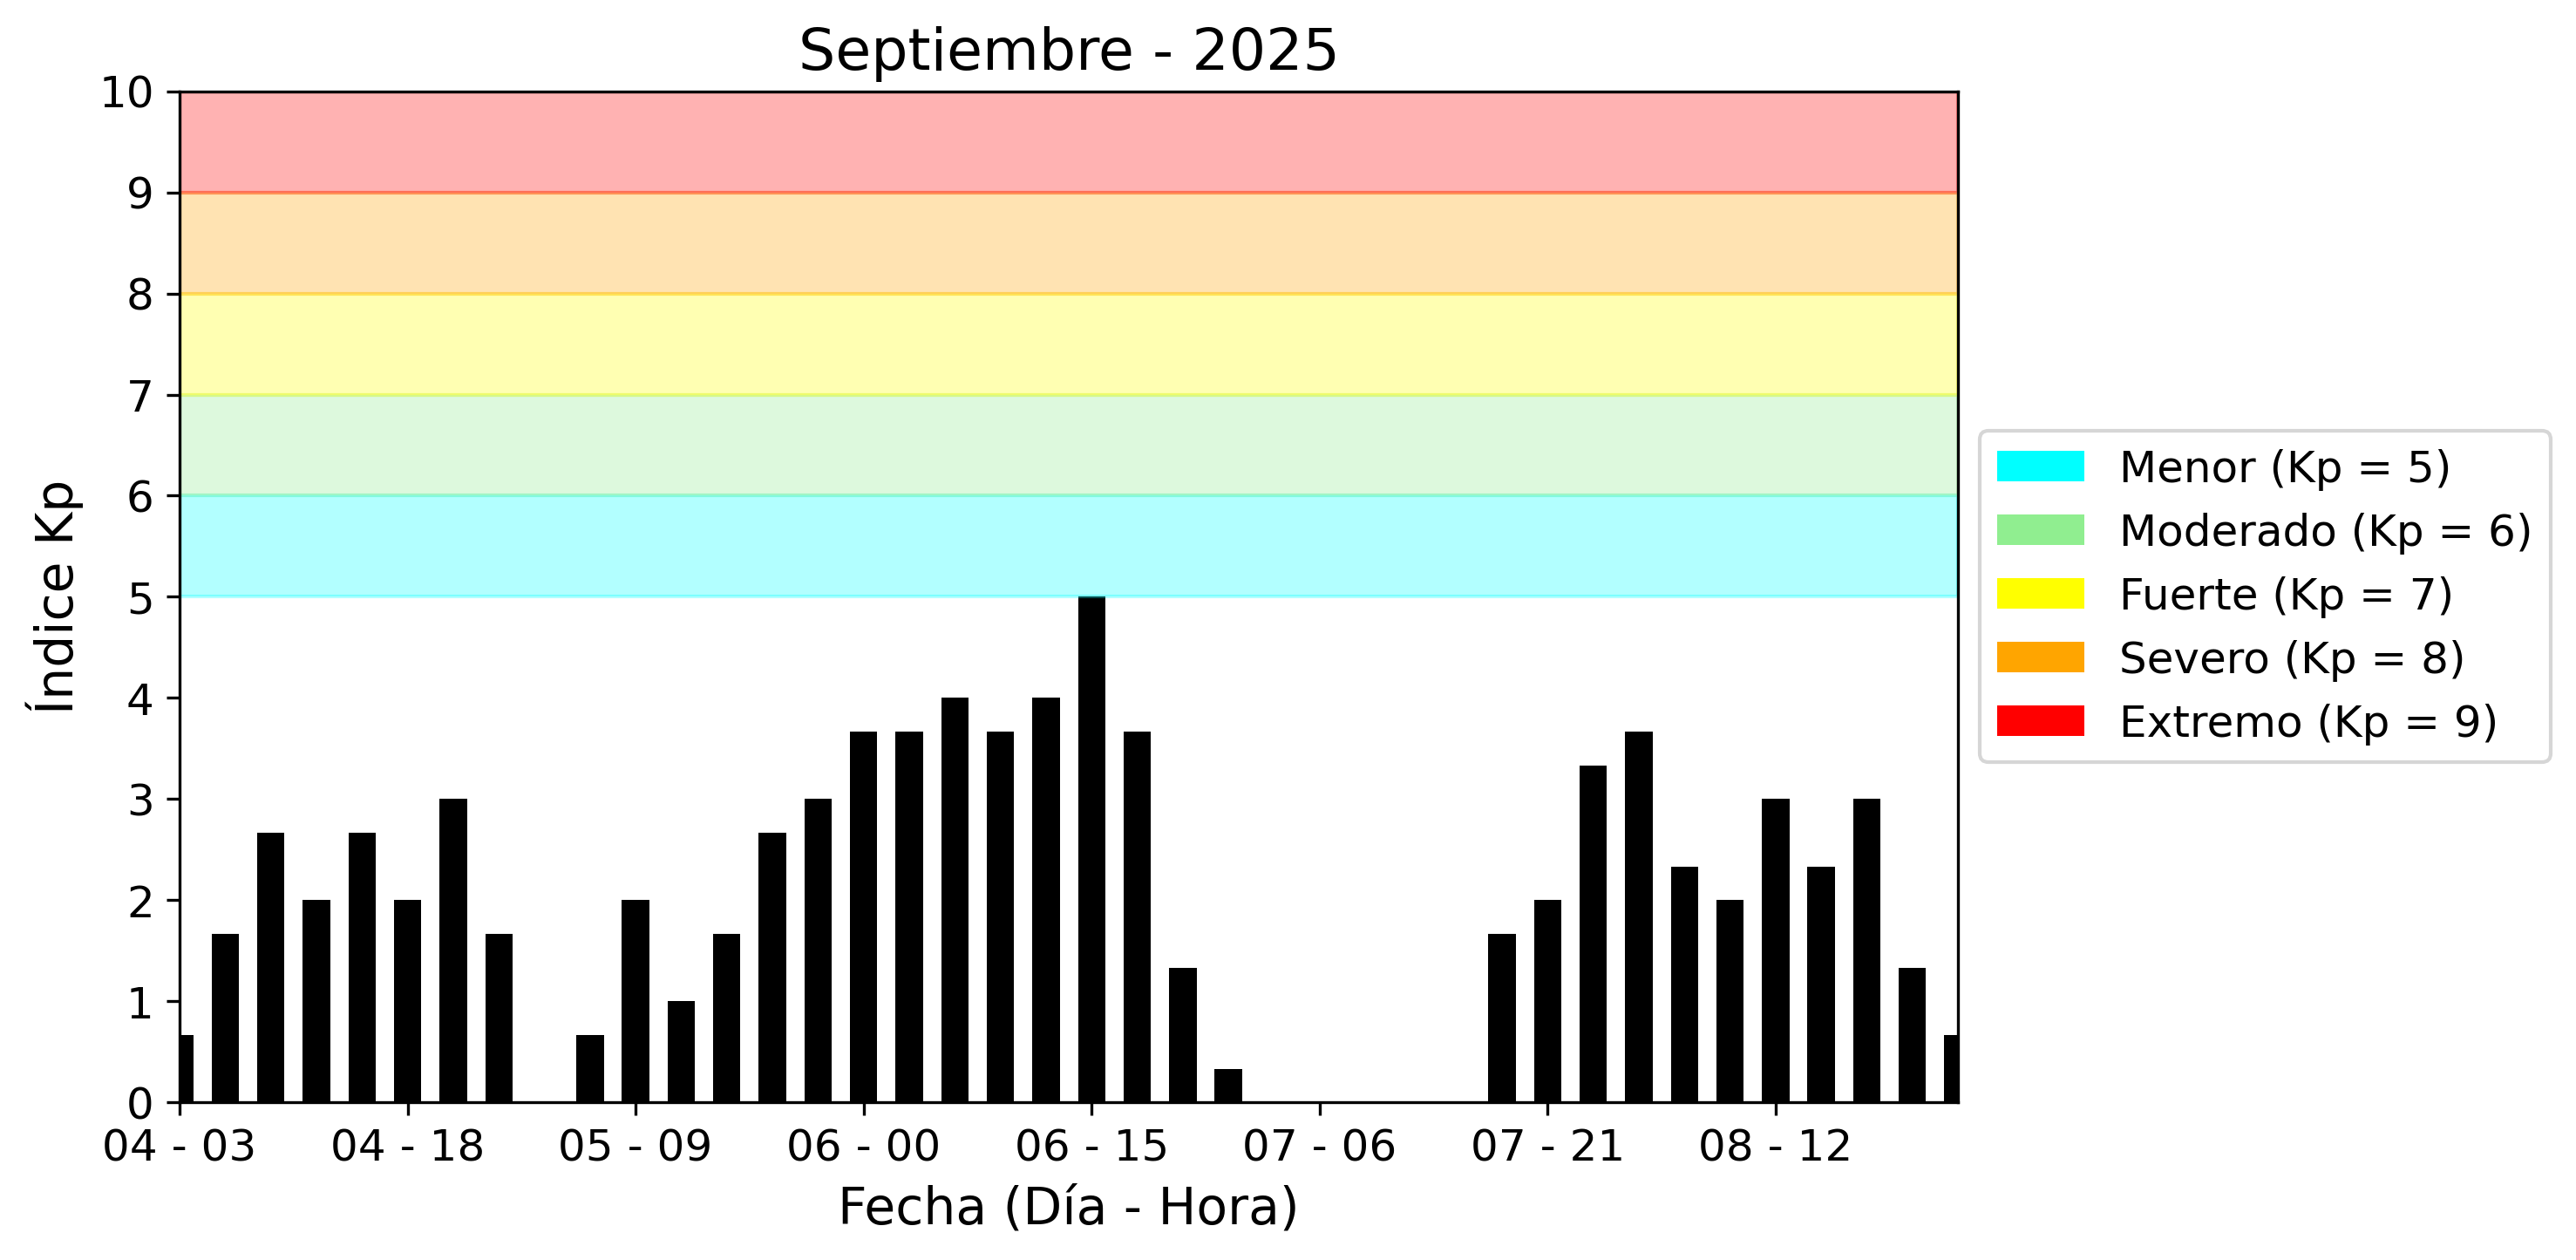 Septiembre - 2025
10
9
8
7
6
5
4
3
2
1
0
Índice Kp
04 - 03
04 - 18
05 - 09
06 - 00
06 - 15
07 - 06
07 - 21
08 - 12
Fecha (Día - Hora)
Menor (Kp = 5)
Moderado (Kp = 6)
Fuerte (Kp = 7)
Severo (Kp = 8)
Extremo (Kp = 9)